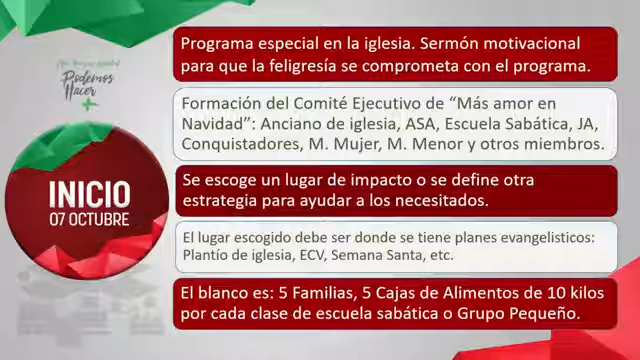 Podemos
Hacer
INICIO
07 OCTUBRE
Programa especial en la iglesia. Sermón motivacional
para que la feligresía se comprometa con el programa.
Formación del Comité Ejecutivo de “Más amor en
Navidad”: Anciano de iglesia, ASA, Escuela Sabática, JA,
Conquistadores, M. Mujer, M. Menor y otros miembros.
Se escoge un lugar de impacto o se define otra
estrategia para ayudar a los necesitados.
El lugar escogido debe ser donde se tiene planes evangelisticos:
Plantío de iglesia, ECV, Semana Santa, etc.
El blanco es: 5 Familias, 5 Cajas de Alimentos de 10 kilos
por cada clase de escuela sabática o Grupo Pequeño.